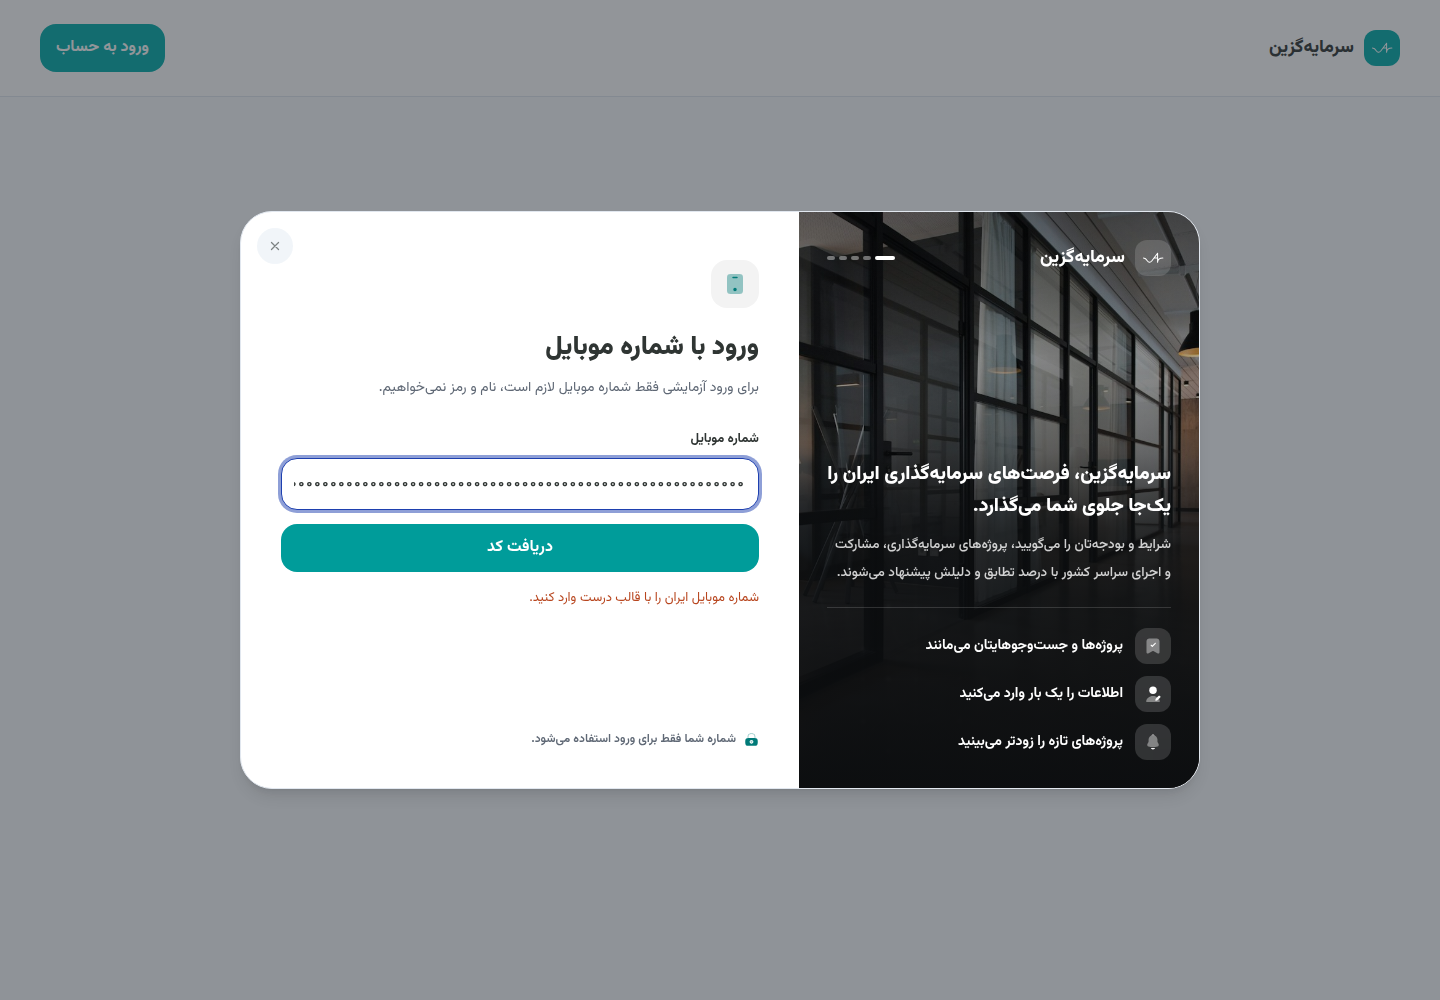 سرمایه‌گزین
ورود به حساب
سرمایه‌گزین
سرمایه‌گزین، فرصت‌های سرمایه‌گذاری ایران را
یک‌جا جلوی شما می‌گذارد.
شرایط و بودجه‌تان را می‌گویید، پروژه‌های سرمایه‌گذاری، مشارکت
و اجرای سراسر کشور با درصد تطابق و دلیلش پیشنهاد می‌شوند.
پروژه‌ها و جست‌وجوهایتان می‌مانند
اطلاعات را یک بار وارد می‌کنید
پروژه‌های تازه را زودتر می‌بینید
ورود با شماره موبایل
برای ورود آزمایشی فقط شماره موبایل لازم است، نام و رمز نمی‌خواهیم.
شماره موبایل
دریافت کد
شماره موبایل ایران را با قالب درست وارد کنید.
شماره شما فقط برای ورود استفاده می‌شود.